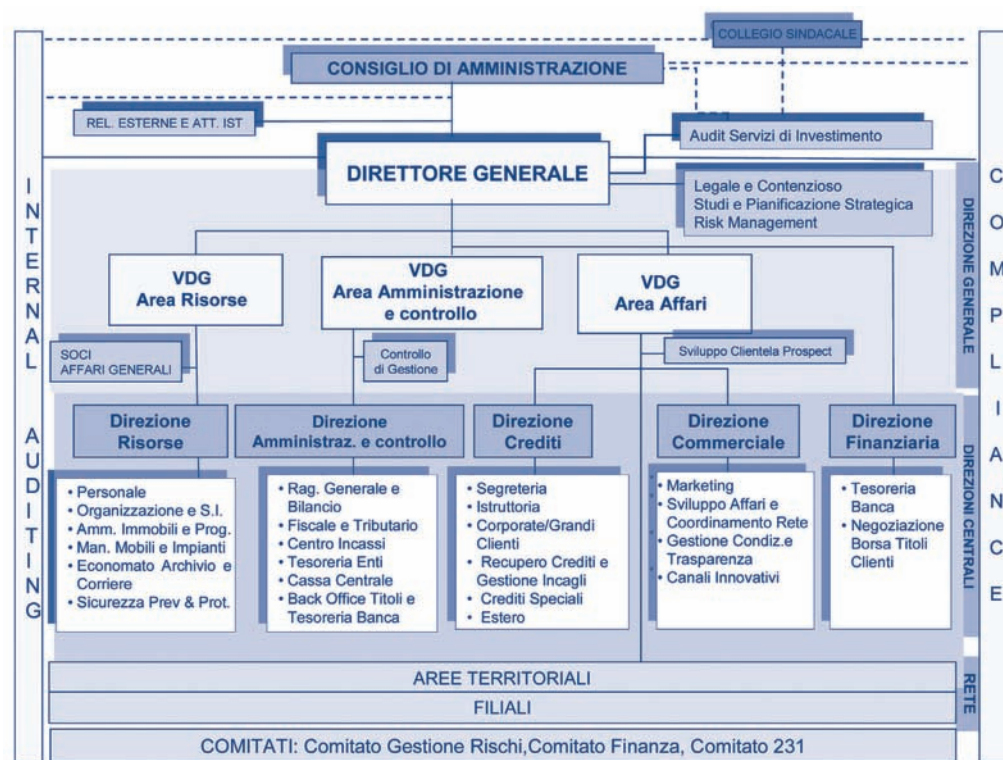 COLLEGIO SINDACALE
CONSIGLIO DI AMMINISTRAZIONE
REL. ESTERNE E ATT. IST
Audit Servizi di Investimento
DIRETTORE GENERALE
Legale e Contenzioso
Studi e Pianificazione Strategica
Risk Management
INTERNAL AUDITING
COMPLIANCE
DIREZIONE GENERALE
VDG
Area Risorse
VDG
Area Amministrazione
e controllo
VDG
Area Affari
SOCI
AFFARI GENERALI
Controllo
di Gestione
Sviluppo Clientela Prospect
DIREZIONI CENTRALI
Direzione
Risorse
Direzione
Amministraz. e controllo
Direzione
Crediti
Direzione
Commerciale
Direzione
Finanziaria
• Personale
• Organizzazione e S.I.
• Amm. Immobili e Prog.
• Man. Mobili e Impianti
• Economato Archivio e
Corriere
• Sicurezza Prev & Prot.
• Rag. Generale e
Bilancio
• Fiscale e Tributario
• Centro Incassi
• Tesoreria Enti
• Cassa Centrale
• Back Office Titoli e
Tesoreria Banca
• Segreteria
• Istruttoria
• Corporate/Grandi
Clienti
• Recupero Crediti e
Gestione Incagli
• Crediti Speciali
• Estero
• Marketing
• Sviluppo Affari e
Coordinamento Rete
• Gestione Condiz.e
Trasparenza
• Canali Innovativi
• Tesoreria
Banca
• Negoziazione
Borsa Titoli
Clienti
RETE
AREE TERRITORIALI
FILIALI
COMITATI: Comitato Gestione Rischi,Comitato Finanza, Comitato 231